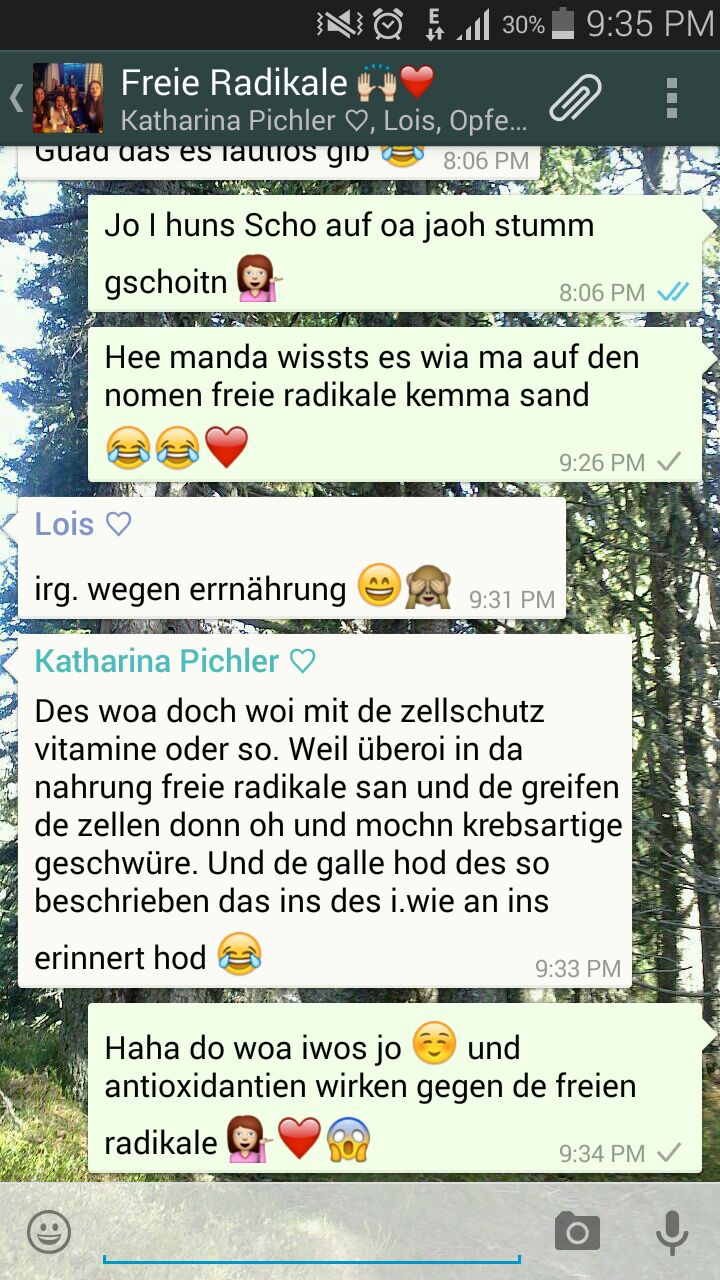 30% 9:35 PM
Freie Radikale 🙌❤
Katharina Pichler ♡, Lois, Opfe...
Guad das es lautlos gib 😂 8:06 PM
Jo I huns Scho auf oa jaoh stumm
gschoitn 💁 8:06 PM
Hee manda wissts es wia ma auf den
nomen freie radikale kemma sand
😂😂❤ 9:26 PM
Lois ♡
irg. wegen errnährung 😄🙈 9:31 PM
Katharina Pichler ♡
Des woa doch woi mit de zellschutz
vitamine oder so. Weil überoi in da
nahrung freie radikale san und de greifen
de zellen donn oh und mochn krebsartige
geschwüre. Und de galle hod des so
beschrieben das ins des i.wie an ins
erinnert hod 😂 9:33 PM
Haha do woa iwos jo ☺ und
antioxidantien wirken gegen de freien
radikale 💁❤😱 9:34 PM